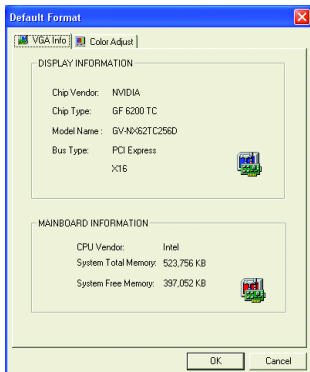 Default Format
VGA Info Color Adjust
DISPLAY INFORMATION
Chip Vendor: NVIDIA
Chip Type: GF 6200 TC
Model Name : GV-NX62TC256D
Bus Type: PCI Express
X16
MAINBOARD INFORMATION
CPU Vendor: Intel
System Total Memory: 523,756 KB
System Free Memory: 397,052 KB
OK Cancel